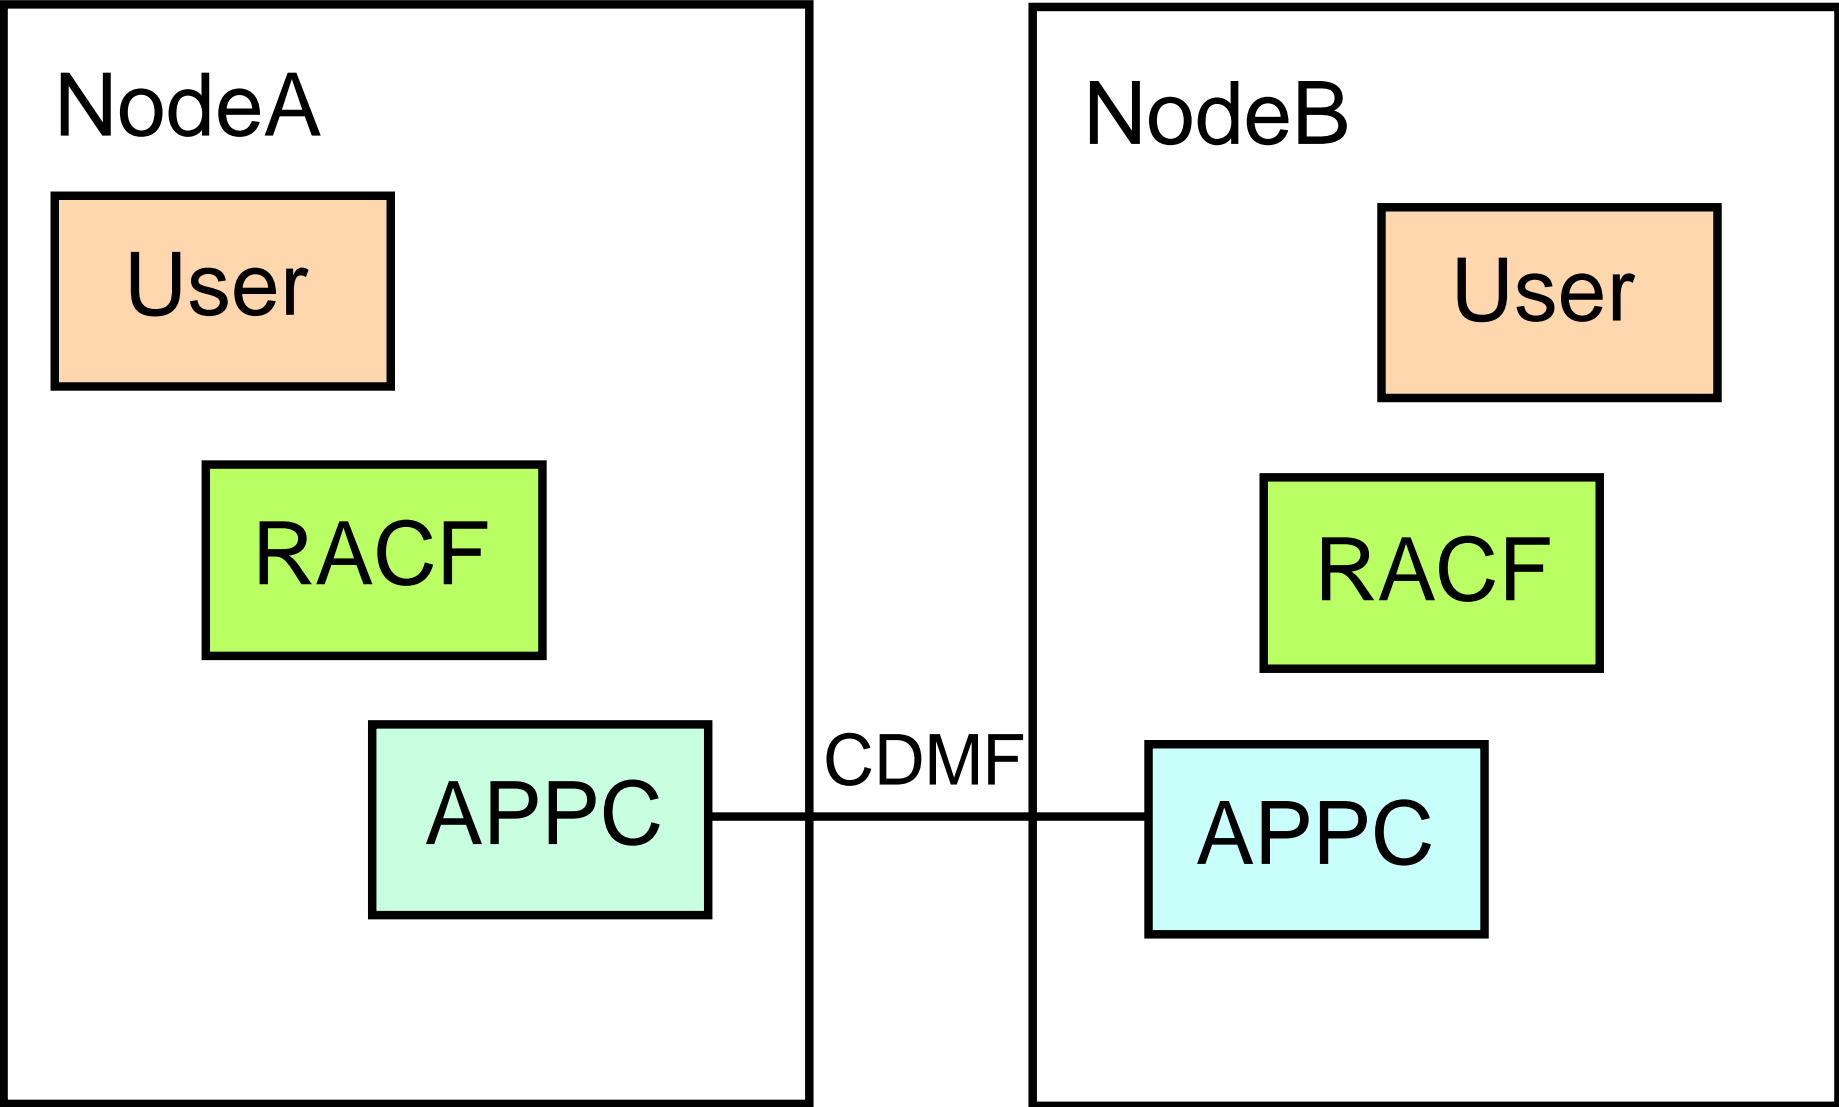 NodeA
User
RACF
APPC
CDMF
NodeB
User
RACF
APPC